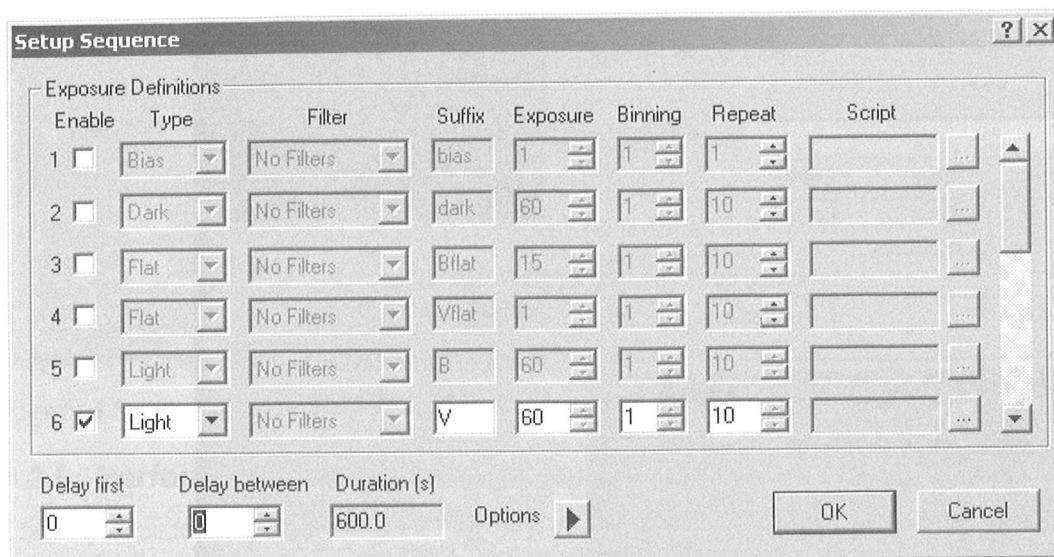 Setup Sequence
Exposure Definitions
Enable Type Filter Suffix Exposure Binning Repeat Script
1 Bias No Filters bias 1 1 1 ...
2 Dark No Filters dark 60 1 10 ...
3 Flat No Filters Bflat 15 1 10 ...
4 Flat No Filters Vflat 1 1 10 ...
5 Light No Filters B 60 1 10 ...
6 Light No Filters V 60 1 10 ...
Delay first Delay between Duration (s)
0 0 600.0 Options OK Cancel